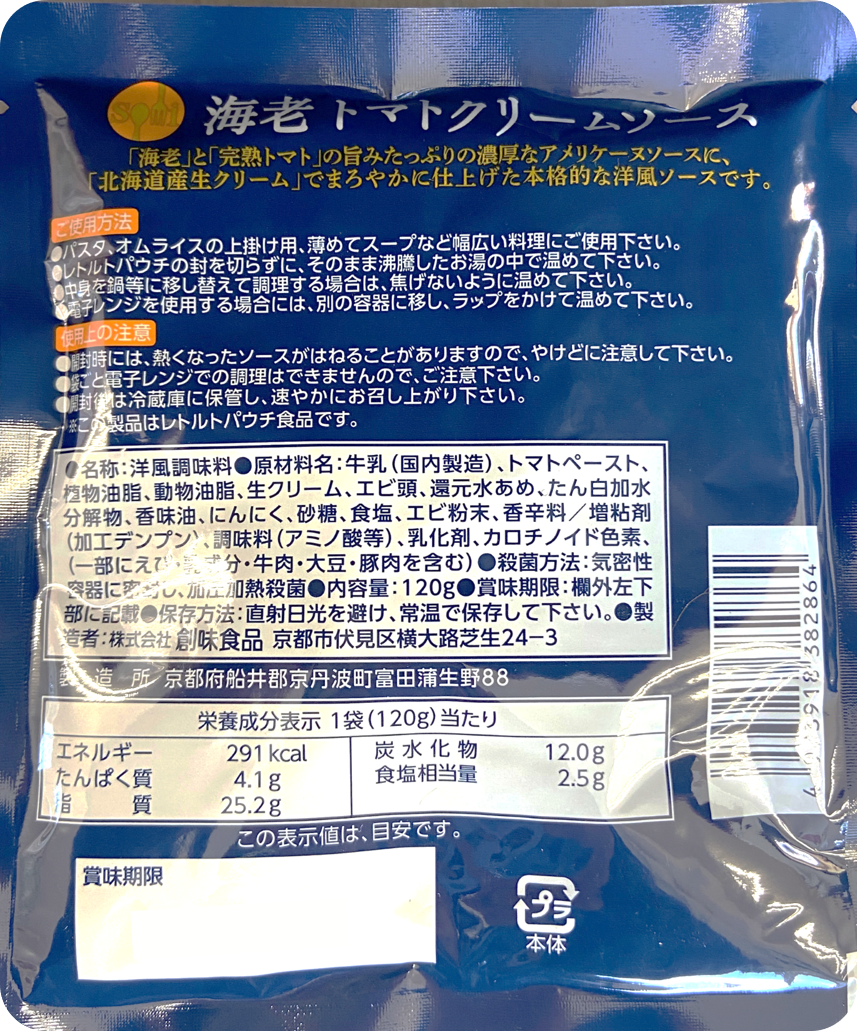 Soumi
海老トマトクリームソース
「海老」と「完熟トマト」の旨みたっぷりの濃厚なアメリケーヌソースに、
「北海道産生クリーム」でまろやかに仕上げた本格的な洋風ソースです。
ご使用方法
●パスタ、オムライスの上掛け用、薄めてスープなど幅広い料理にご使用下さい。
●レトルトパウチの封を切らずに、そのまま沸騰したお湯の中で温めて下さい。
●中身を鍋等に移し替えて調理する場合は、焦げないように温めて下さい。
●電子レンジを使用する場合には、別の容器に移し、ラップをかけて温めて下さい。
使用上の注意
●開封時には、熱くなったソースがはねることがありますので、やけどに注意して下さい。
●袋ごと電子レンジでの調理はできませんので、ご注意下さい。
●開封後は冷蔵庫に保管し、速やかにお召し上がり下さい。
※この製品はレトルトパウチ食品です。
●名称:洋風調味料●原材料名:牛乳(国内製造)、トマトペースト、
植物油脂、動物油脂、生クリーム、エビ頭、還元水あめ、たん白加水
分解物、香味油、にんにく、砂糖、食塩、エビ粉末、香辛料/増粘剤
(加工デンプン)、調味料(アミノ酸等)、乳化剤、カロチノイド色素、
(一部にえび・乳成分・牛肉・大豆・豚肉を含む)●殺菌方法:気密性
容器に密封し、加圧加熱殺菌●内容量:120g●賞味期限:欄外左下
部に記載●保存方法:直射日光を避け、常温で保存して下さい。●製
造者:株式会社 創味食品 京都市伏見区横大路芝生24-3
製造所 京都府船井郡京丹波町富田蒲生野88
栄養成分表示 1袋(120g)当たり
エネルギー 291kcal 炭水化物 12.0g
たんぱく質 4.1g 食塩相当量 2.5g
脂質 25.2g
この表示値は、目安です。
賞味期限
プラ
本体
382864